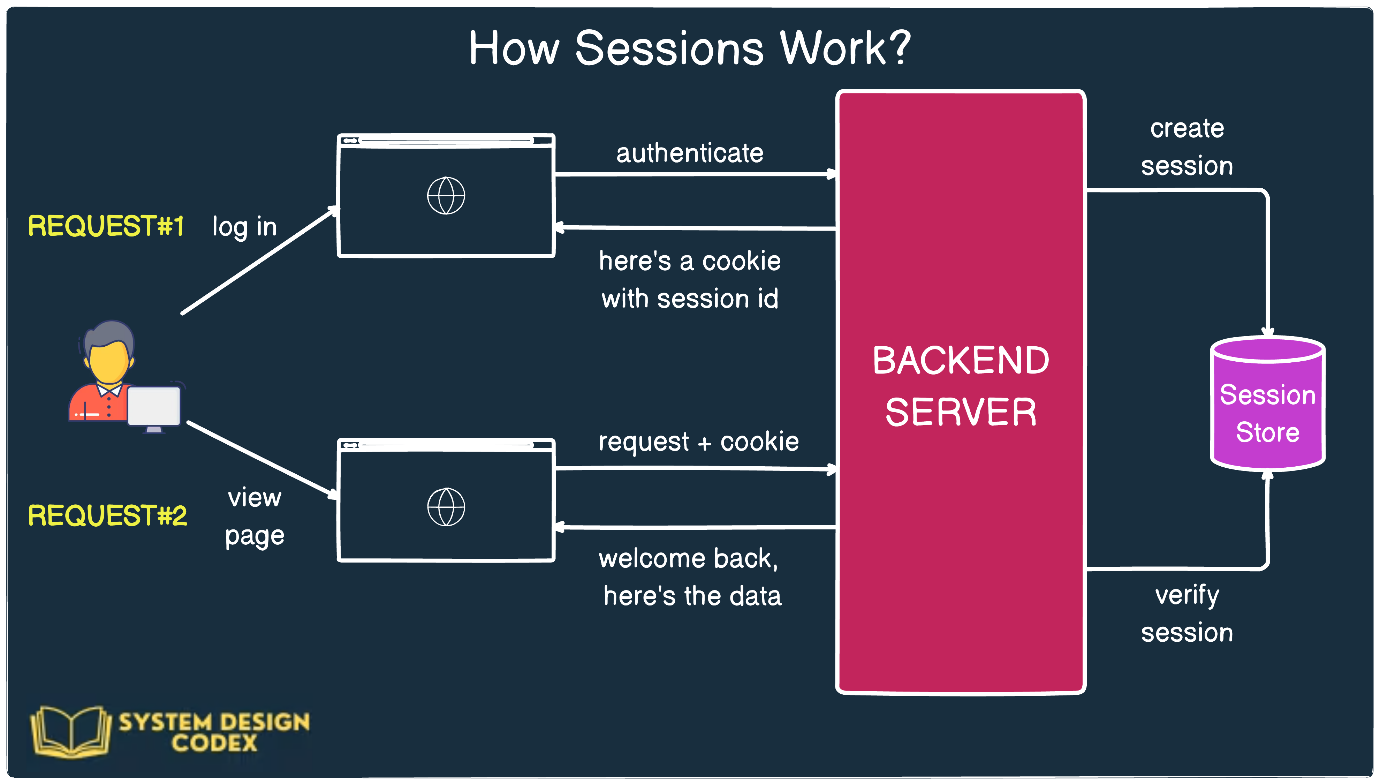 How Sessions Work?
REQUEST#1
log in
authenticate
here's a cookie
with session id
create
session
BACKEND
SERVER
Session
Store
REQUEST#2
view
page
request + cookie
welcome back,
here's the data
verify
session
SYSTEM DESIGN
CODEX